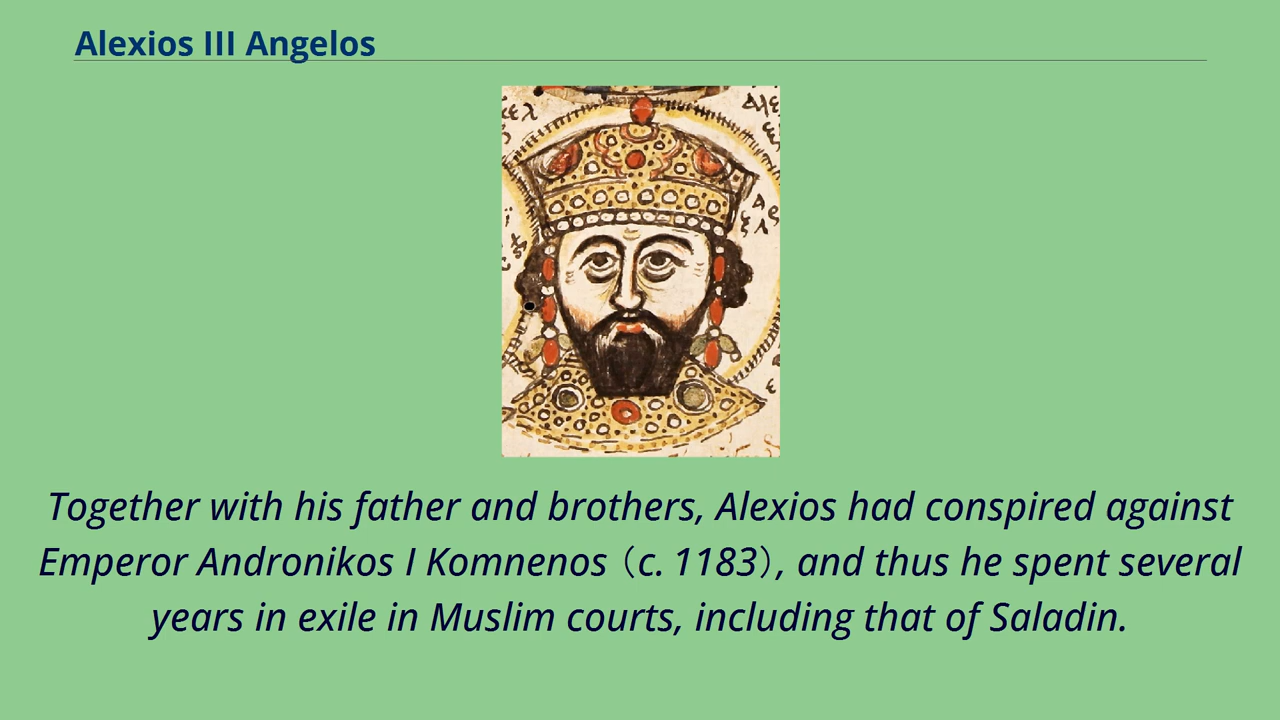 Alexios III Angelos
Together with his father and brothers, Alexios had conspired against
Emperor Andronikos I Komnenos（c. 1183）, and thus he spent several
years in exile in Muslim courts, including that of Saladin.